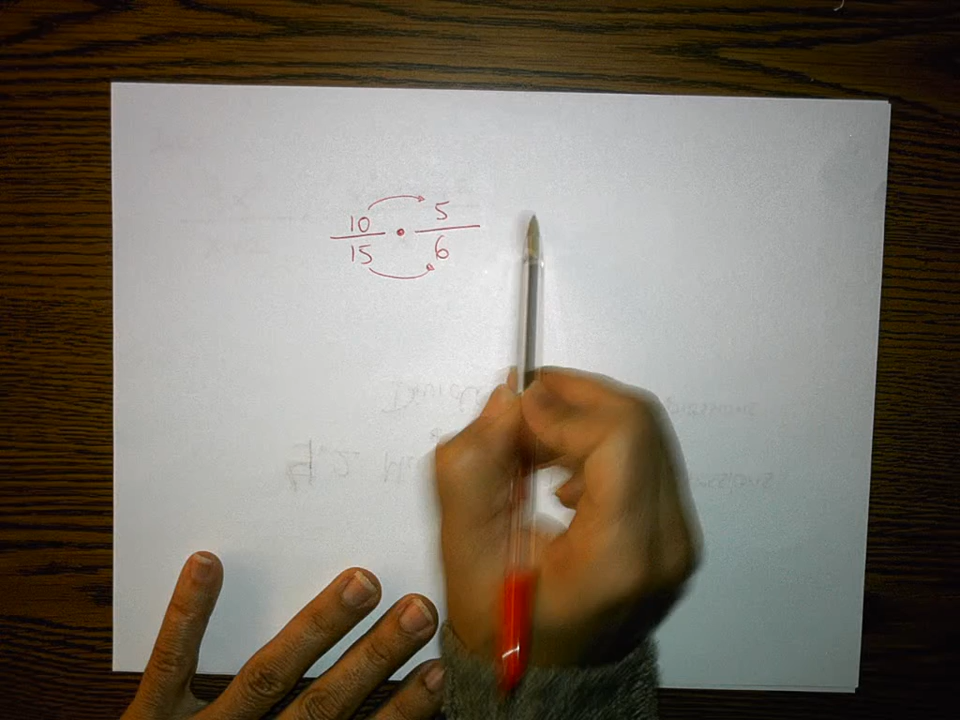 10 5
— • —
15 6